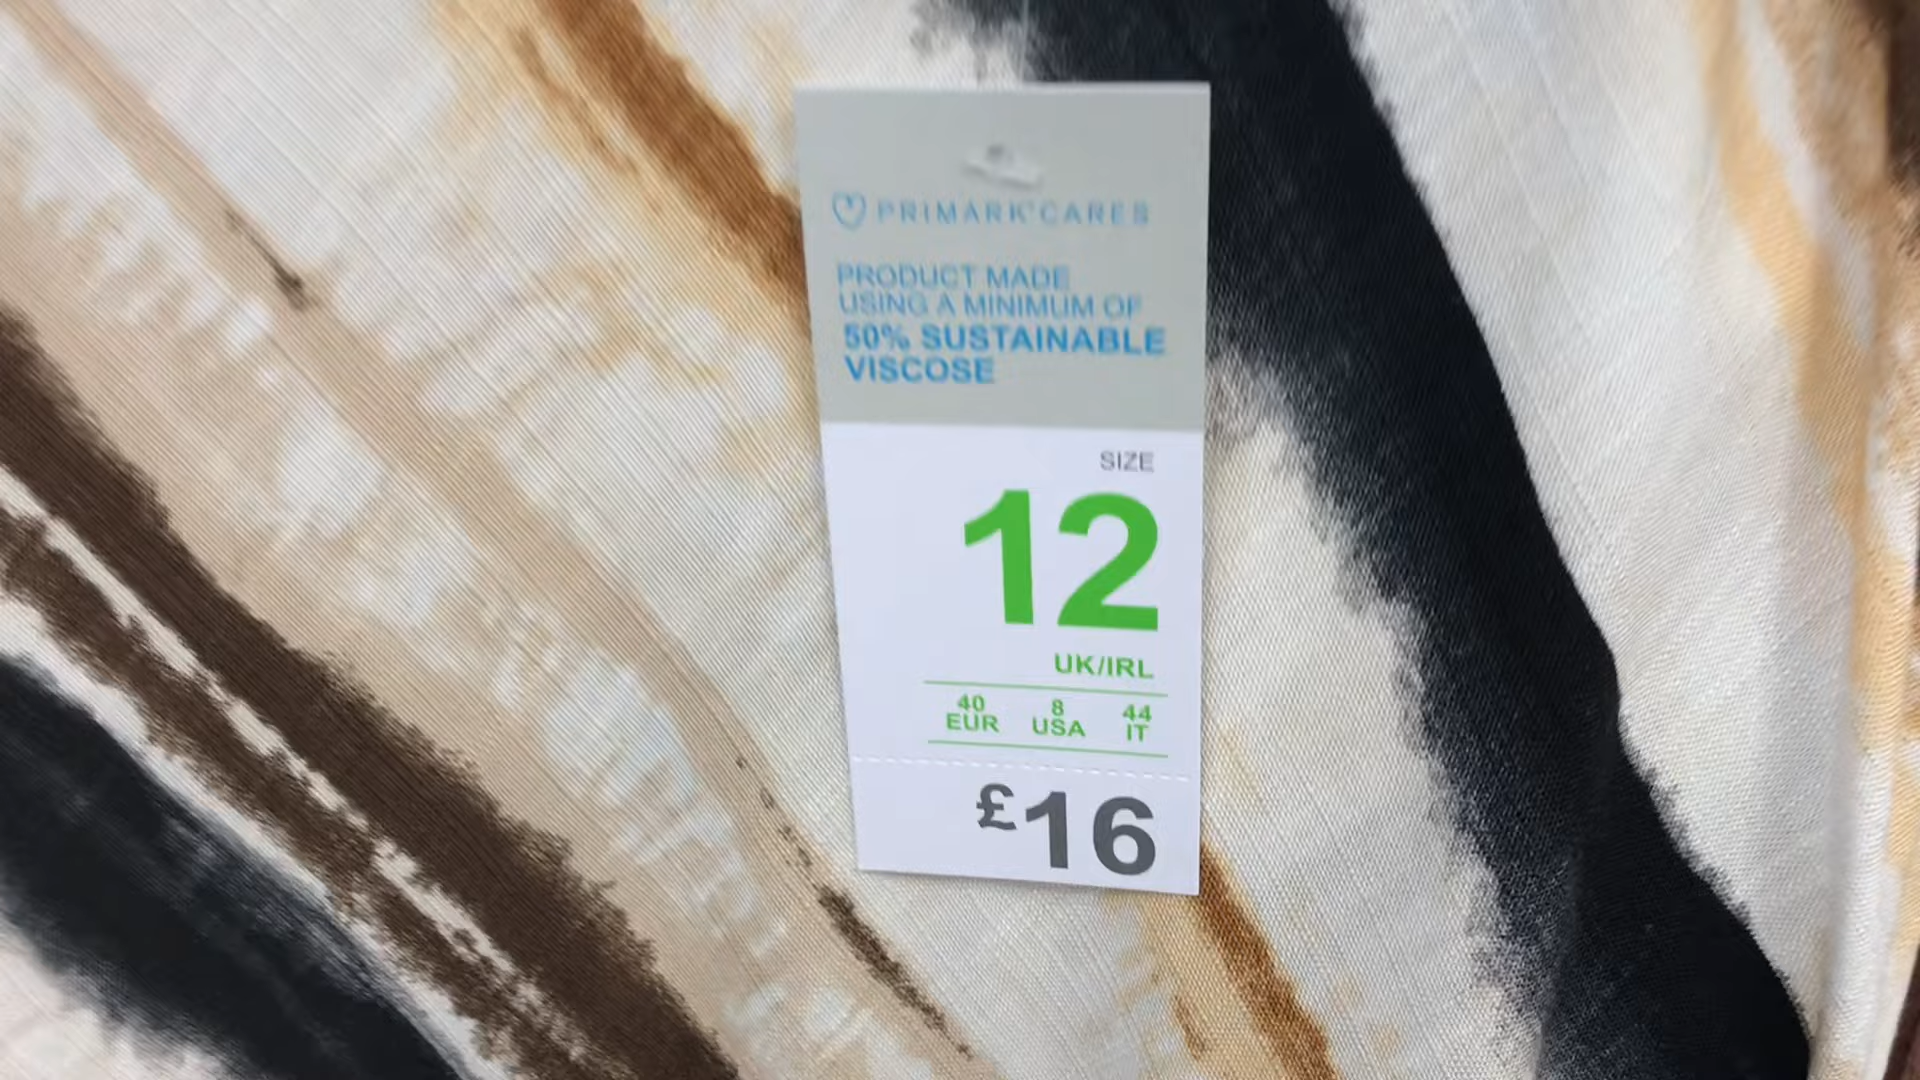 PRIMARK® CARES
PRODUCT MADE
USING A MINIMUM OF
50% SUSTAINABLE
VISCOSE
SIZE
12
UK/IRL
40 8 44
EUR USA IT
£16